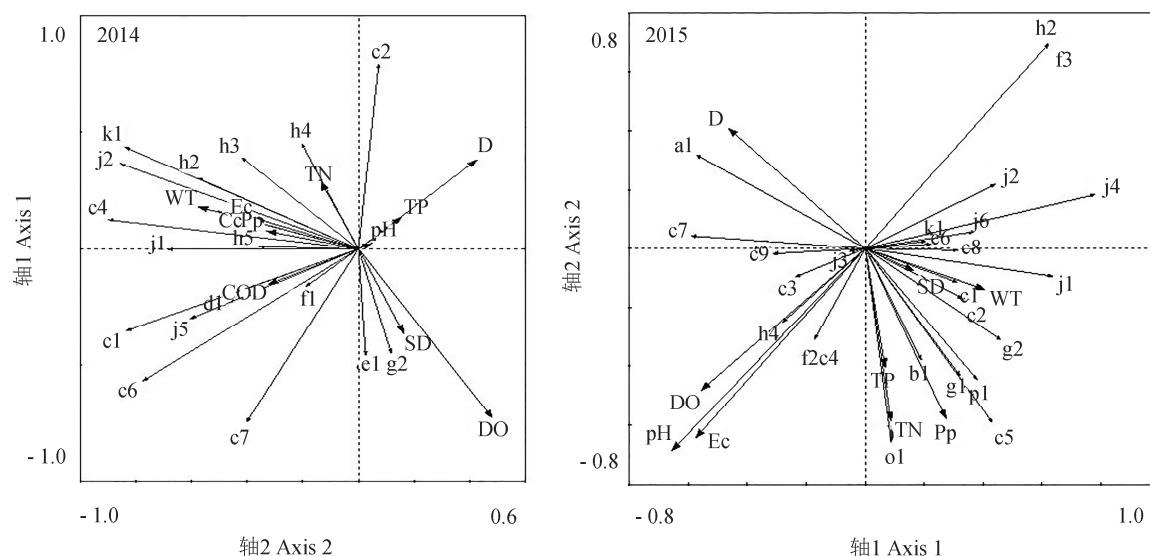 1.0
2014
c2
k1
j2
h2
h3
h4
TN
D
WT
Ec
TP
c4
CcPp
pH
j1
h5
COD
f1
d1
c1
j5
SD
e1
g2
c6
c7
DO
- 1.0
- 1.0
0.6
轴1 Axis 1
轴2 Axis 2
0.8
2015
h2
f3
D
a1
j2
j4
c7
k1
j6
c6
c8
c9
j3
c3
SD
c1
WT
j1
c2
h4
f2c4
g2
DO
TP
b1
g1
p1
pH
Ec
TN
Pp
c5
o1
- 0.8
- 0.8
1.0
轴2 Axis 2
轴1 Axis 1